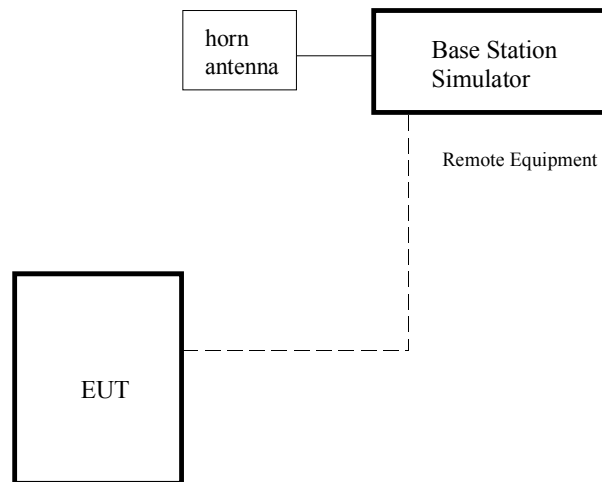 horn
antenna
Base Station
Simulator
Remote Equipment
EUT